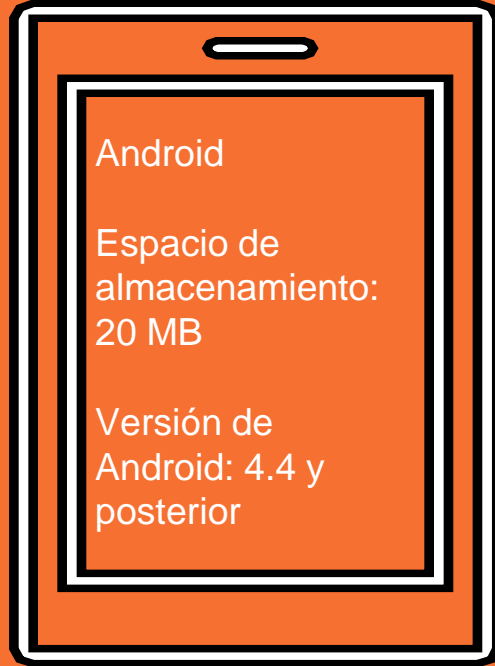 Android
Espacio de
almacenamiento:
20 MB
Versión de
Android: 4.4 y
posterior